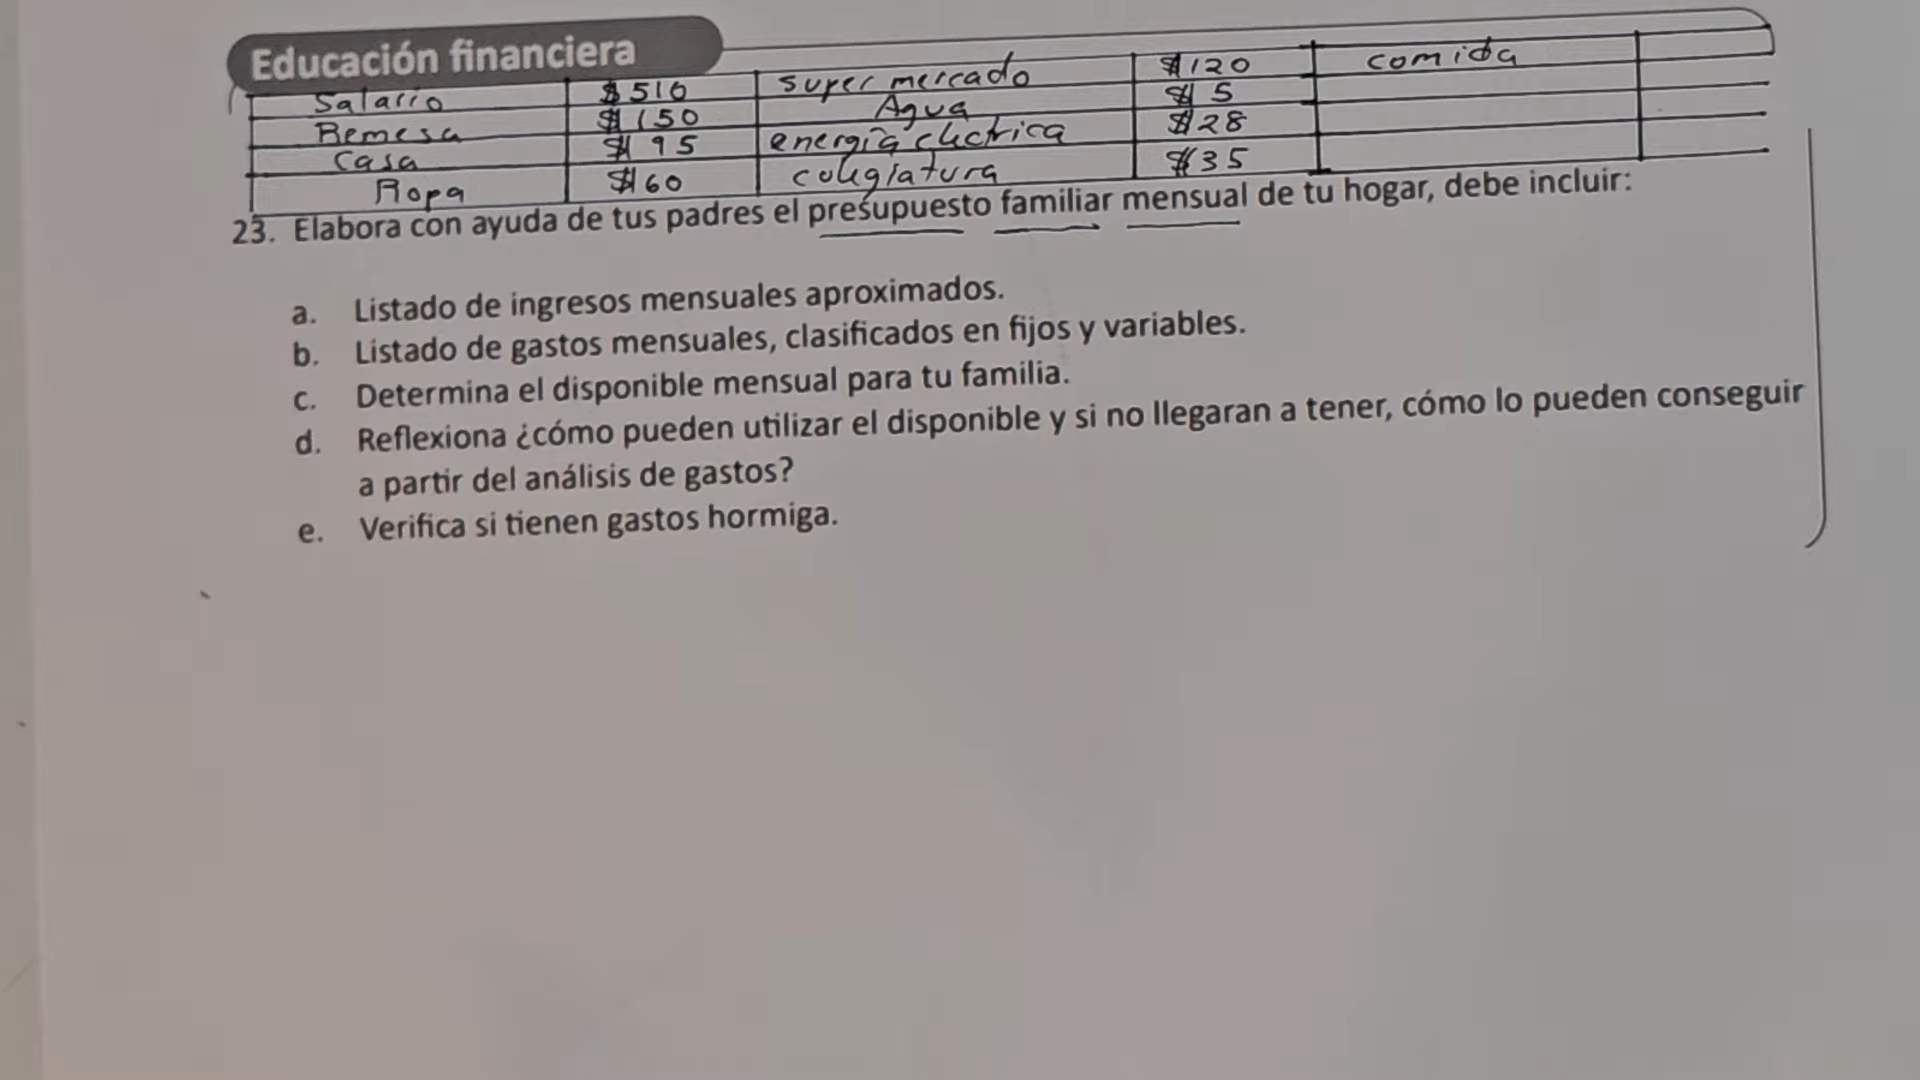 Educación financiera
Salario $510 super mercado $120 comida
Remesa $150 Agua $5
Casa $95 energía electrica $28
Ropa $60 colegiatura $35
23. Elabora con ayuda de tus padres el presupuesto familiar mensual de tu hogar, debe incluir:
a. Listado de ingresos mensuales aproximados.
b. Listado de gastos mensuales, clasificados en fijos y variables.
c. Determina el disponible mensual para tu familia.
d. Reflexiona ¿cómo pueden utilizar el disponible y si no llegaran a tener, cómo lo pueden conseguir
a partir del análisis de gastos?
e. Verifica si tienen gastos hormiga.